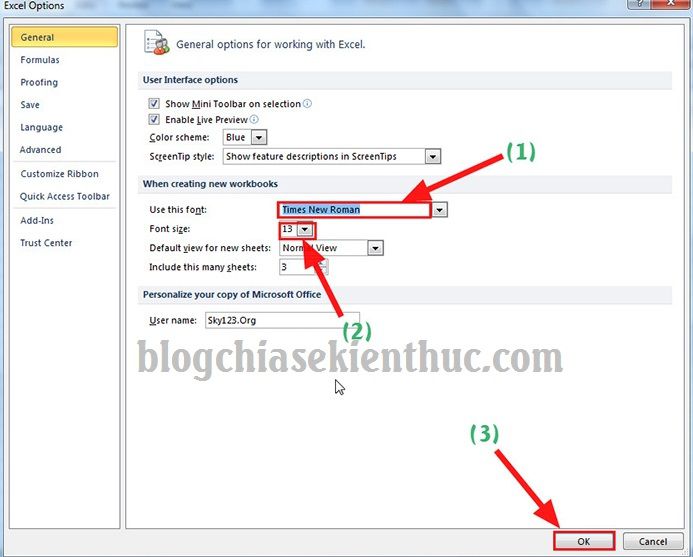 Excel Options
General
Formulas
Proofing
Save
Language
Advanced
Customize Ribbon
Quick Access Toolbar
Add-Ins
Trust Center
General options for working with Excel.
User Interface options
Show Mini Toolbar on selection
Enable Live Preview
Color scheme: Blue
ScreenTip style: Show feature descriptions in ScreenTips
(1)
When creating new workbooks
Use this font: Times New Roman
Font size: 13
Default view for new sheets: Normal View
Include this many sheets: 3
Personalize your copy of Microsoft Office
User name: Sky123.Org
(2)
blogchiasekienthuc.com
(3)
OK Cancel